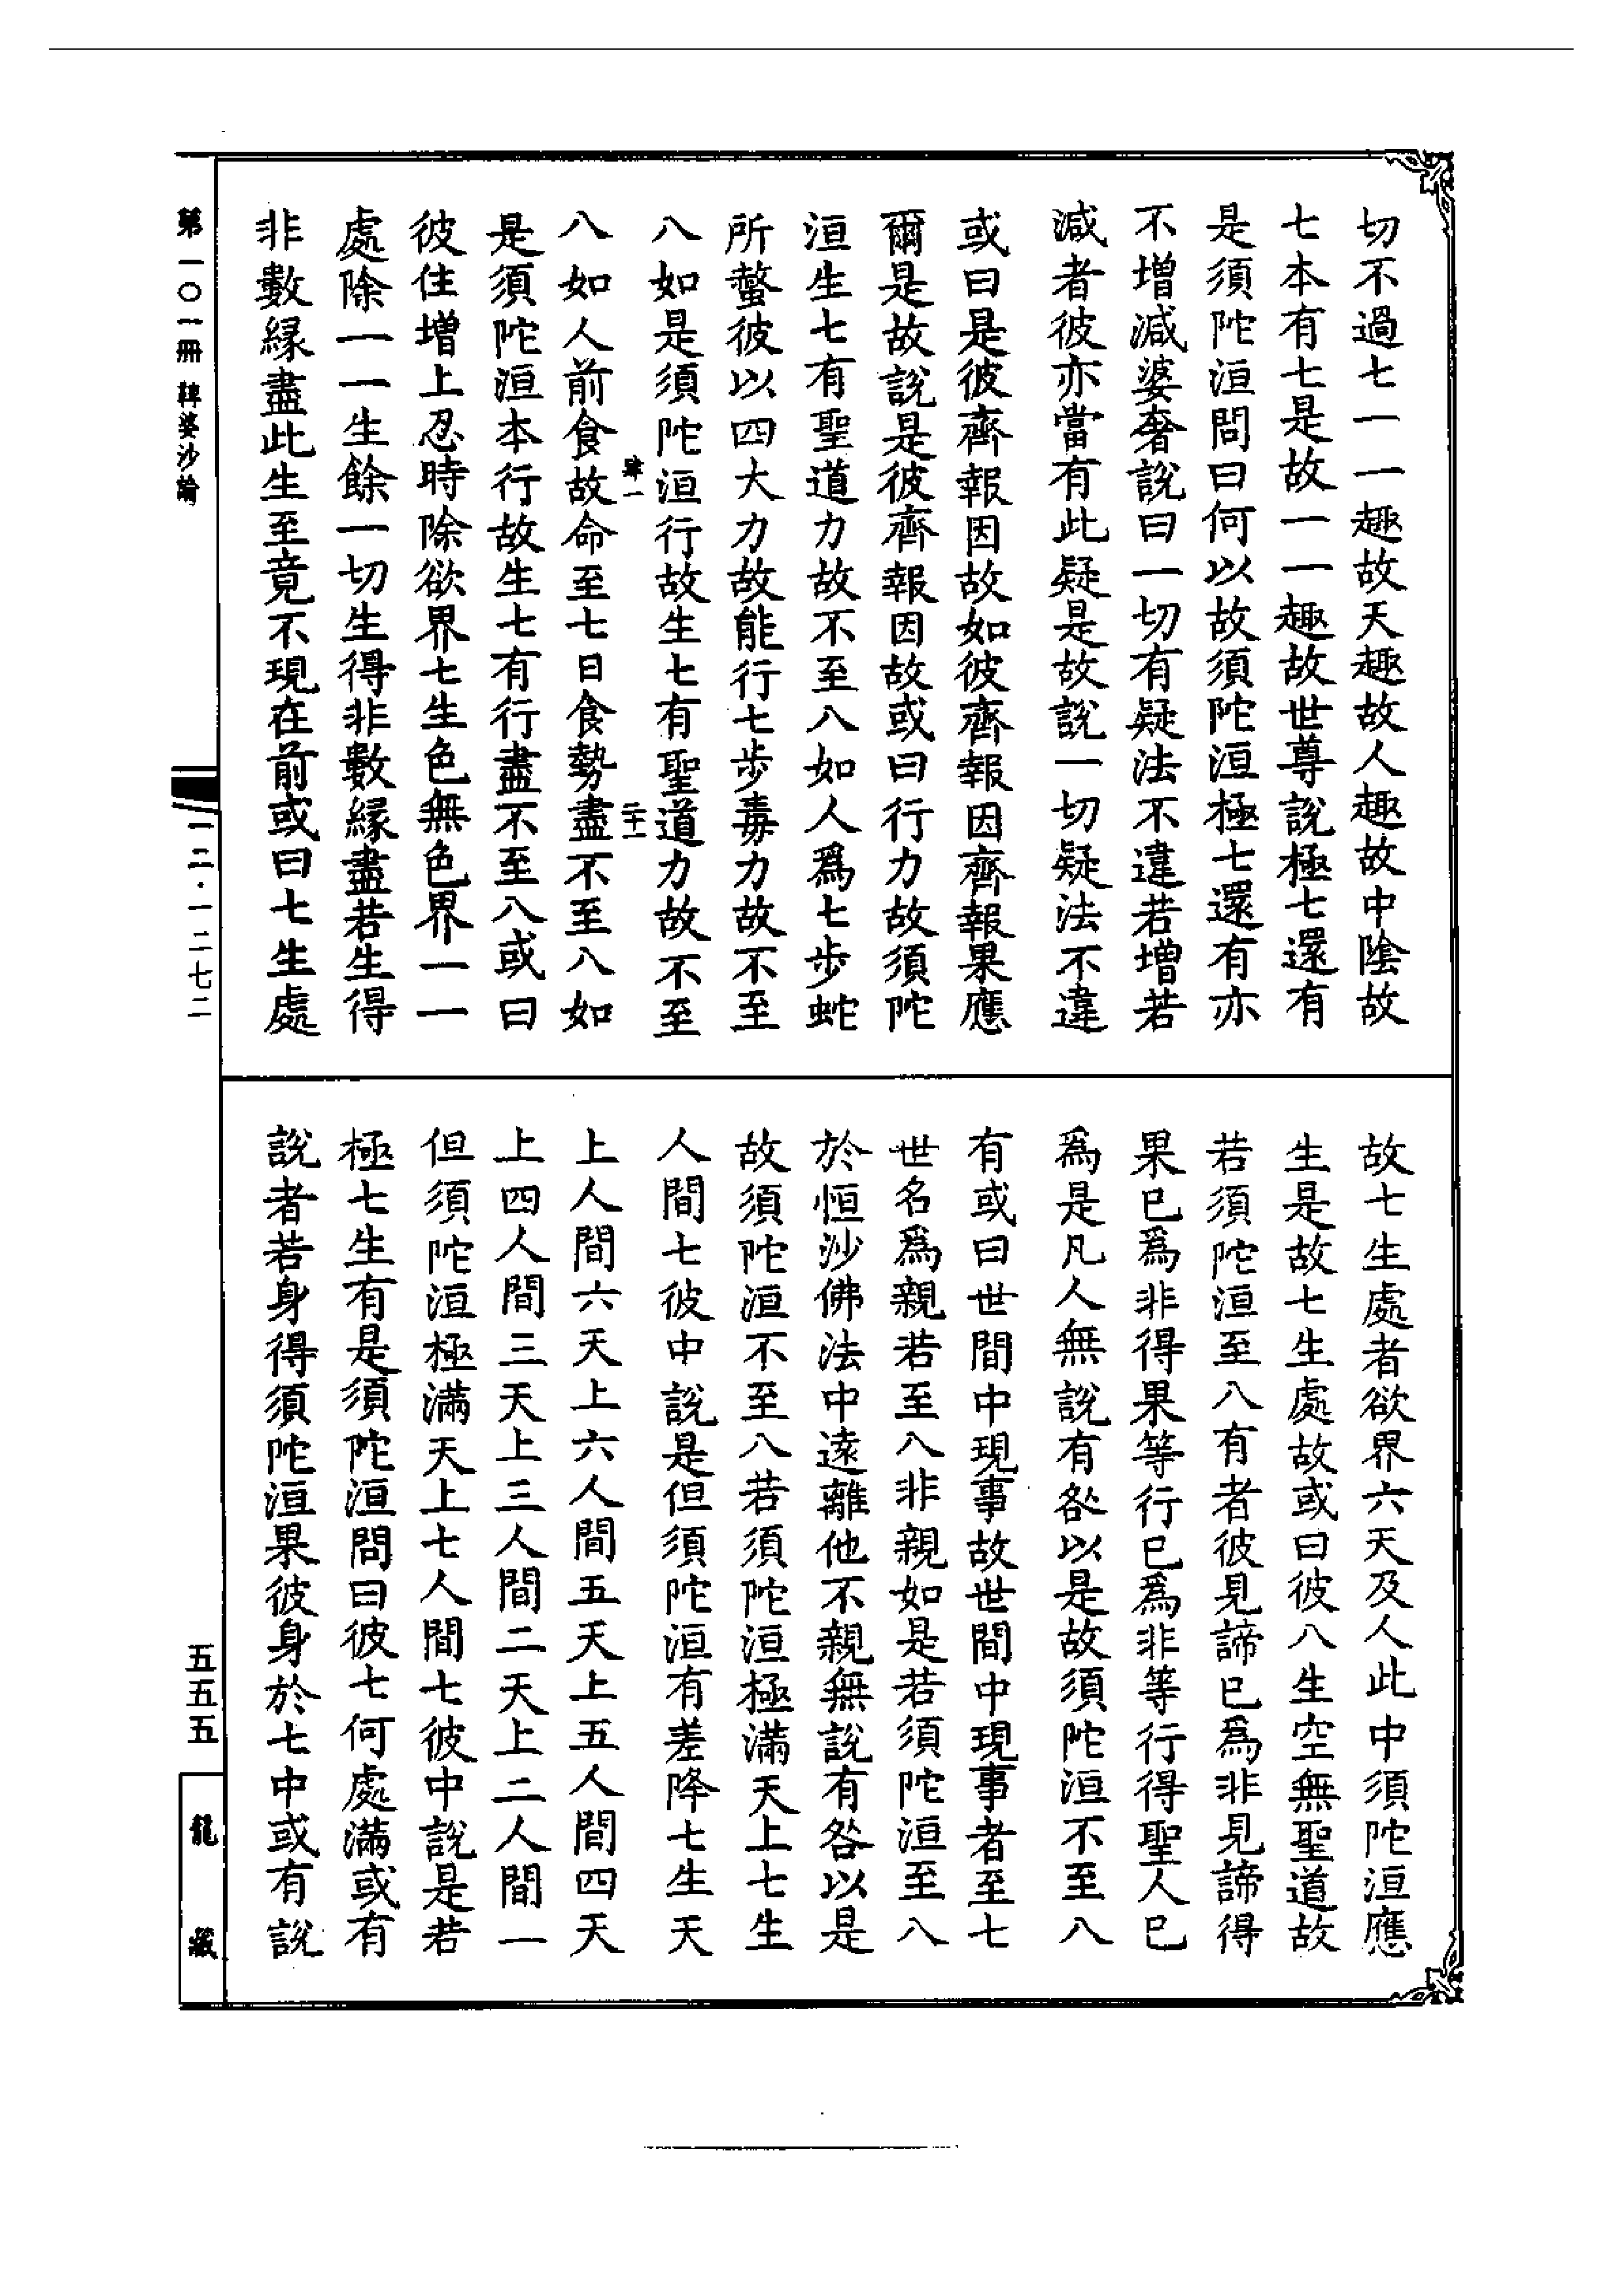 切不過七一一趣故天趣故人趣故中陰故
七本有七是故一一趣故世尊說極七還有
是須陀洹問曰何以故須陀洹極七還有亦
不增減婆奢說曰一切有疑法不違若增若
減者彼亦當有此疑是故說一切疑法不違
或曰是彼齊報因故如彼齊報因齊報果應
爾是故說是彼齊報因故或曰行力故須陀
洹生七有聖道力故不至八如人爲七步蛇
所螫彼以四大力故能行七步毒力故不至
八如是須陀洹行故生七有聖道力故不至
肆一
二十一
八如人前食故命至七日食勢盡不至八如
是須陀洹本行故生七有行盡不至八或曰
彼住增上忍時除欲界七生色無色界一一
處除一一生餘一切生得非數緣盡若生得
非數緣盡此生至竟不現在前或曰七生處
故七生處者欲界六天及人此中須陀洹應
生是故七生處故或曰彼八生空無聖道故
若須陀洹至八有者彼見諦已爲非見諦得
果已爲非得果等行已爲非等行得聖人已
爲是凡人無說有咎以是故須陀洹不至八
有或曰世間中現事故世間中現事者至七
世名爲親若至八非親如是若須陀洹至八
於恒沙佛法中遠離他不親無說有咎以是
故須陀洹不至八若須陀洹極滿天上七生
人間七彼中說是但須陀洹有差降七生天
上人間六天上六人間五天上五人間四天
上四人間三天上三人間二天上二人間一
但須陀洹極滿天上七人間七彼中說是若
極七生有是須陀洹問曰彼七何處滿或有
說者若身得須陀洹果彼身於七中或有說
第一〇一冊 鞞婆沙論
一二·一二七二
五五五
龍藏